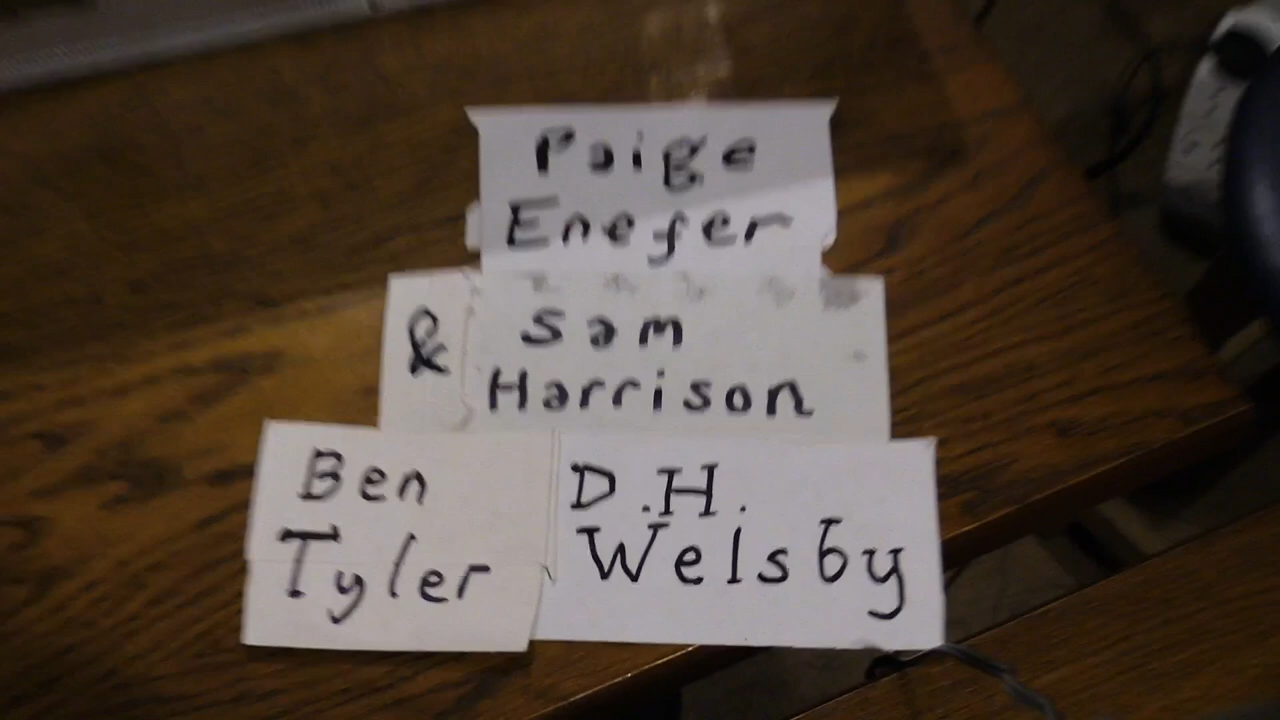 Paige
Enefer
& Sam
Harrison
Ben
Tyler
D.H.
Welsby